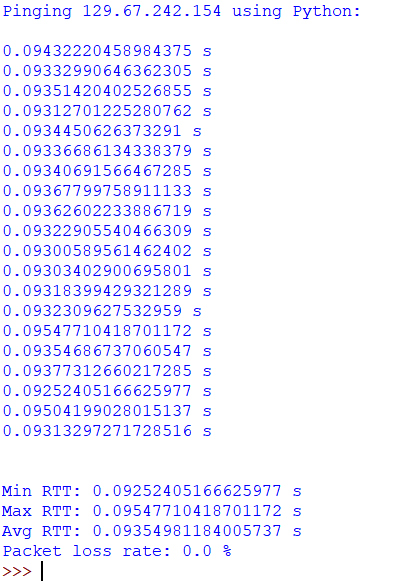 Pinging 129.67.242.154 using Python:
0.09432220458984375 s
0.09332990646362305 s
0.09351420402526855 s
0.09312701225280762 s
0.0934450626373291 s
0.09336686134338379 s
0.09340691566467285 s
0.09367799758911133 s
0.09362602233886719 s
0.09322905540466309 s
0.09300589561462402 s
0.09303402900695801 s
0.09318399429321289 s
0.0932309627532959 s
0.09547710418701172 s
0.09354686737060547 s
0.09377312660217285 s
0.09252405166625977 s
0.09504199028015137 s
0.09313297271728516 s
Min RTT: 0.09252405166625977 s
Max RTT: 0.09547710418701172 s
Avg RTT: 0.09354981184005737 s
Packet loss rate: 0.0 %
>>>